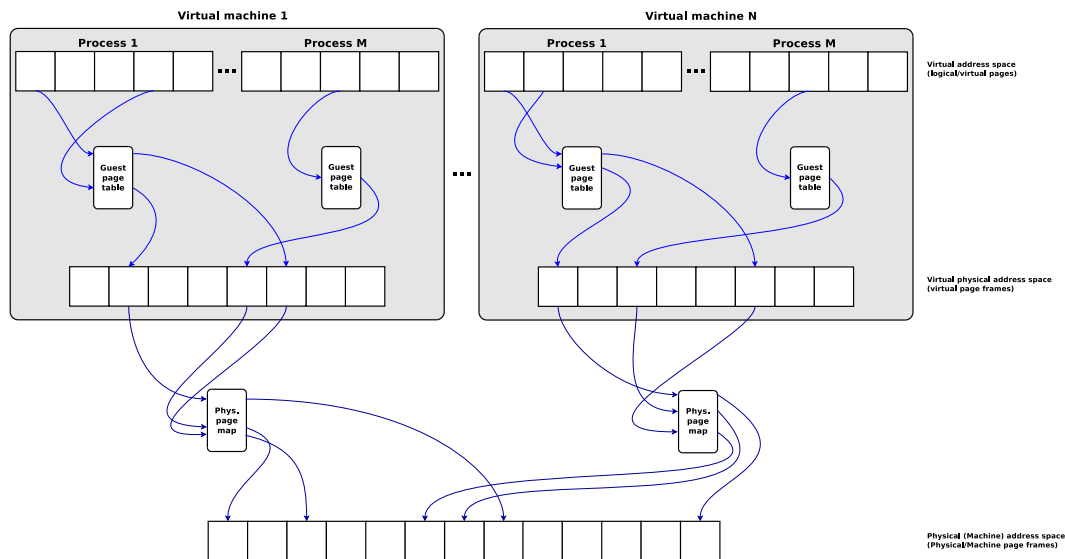 Virtual machine 1
Virtual machine N
Process 1
Process M
Process 1
Process M
Virtual address space
(logical/virtual pages)
Guest
page
table
Guest
page
table
Guest
page
table
Guest
page
table
Virtual physical address space
(virtual page frames)
Phys.
page
map
Phys.
page
map
Physical (Machine) address space
(Physical/Machine page frames)